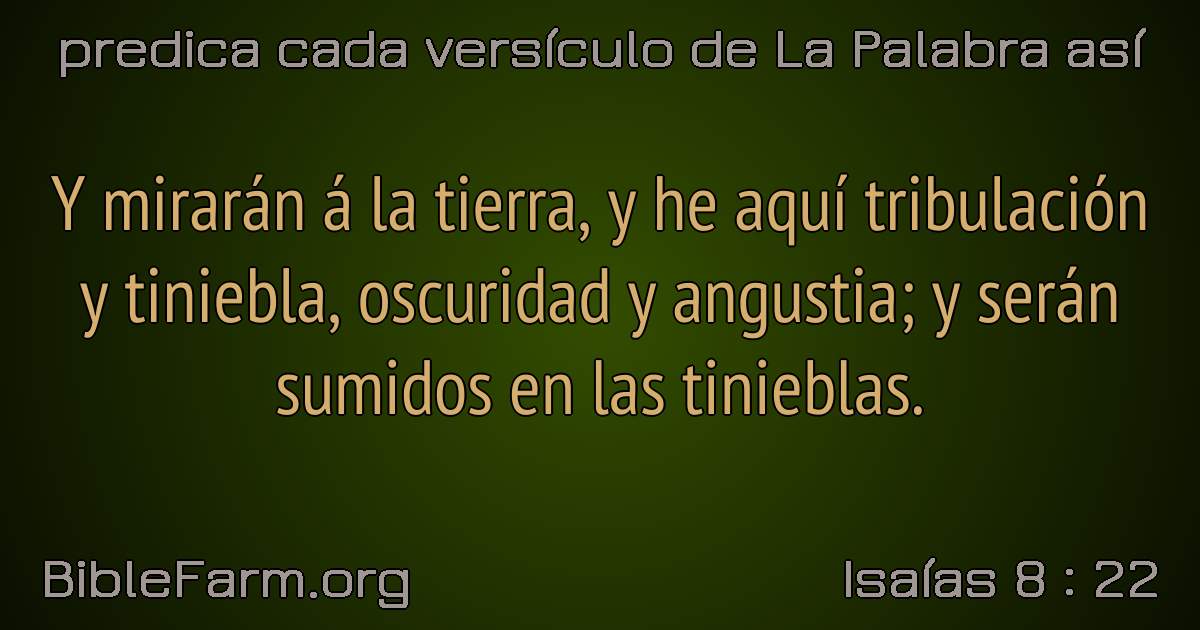 predica cada versículo de La Palabra así
Y mirarán á la tierra, y he aquí tribulación
y tiniebla, oscuridad y angustia; y serán
sumidos en las tinieblas.
BibleFarm.org
Isaías 8 : 22